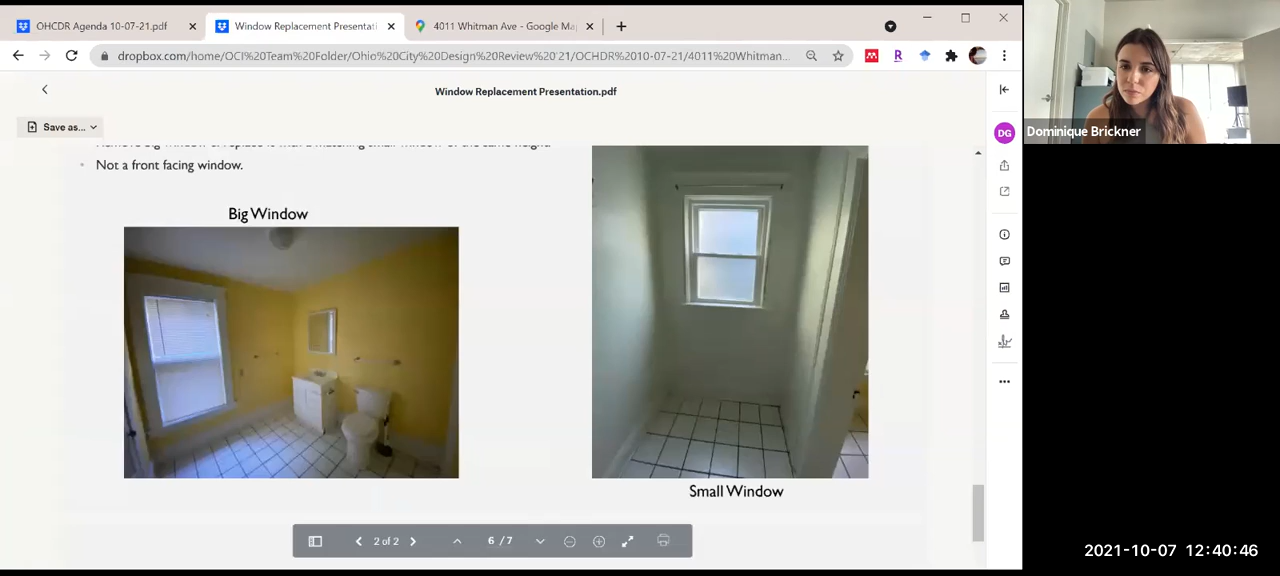 OHCDR Agenda 10-07-21.pdf
Window Replacement Presentati
4011 Whitman Ave - Google Ma
dropbox.com/home/OCI%20Team%20Folder/Ohio%20City%20Design%20Review%20'21/OCHDR%2010-07-21/4011%20Whitman...
R
Window Replacement Presentation.pdf
Save as...
DG
Dominique Brickner
Not a front facing window.
Big Window
Small Window
2 of 2
6 / 7
2021-10-07 12:40:46